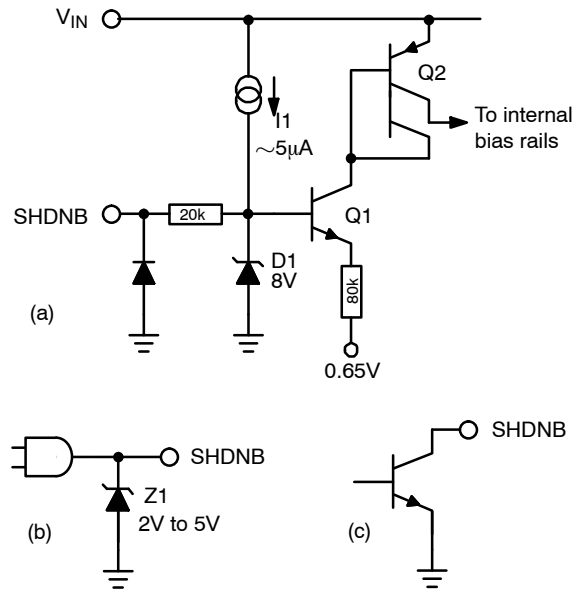 VIN
Q2
I1
~5μA
To internal
bias rails
SHDNB
20k
Q1
D1
8V
80k
(a)
0.65V
SHDNB
Z1
2V to 5V
(b)
SHDNB
(c)